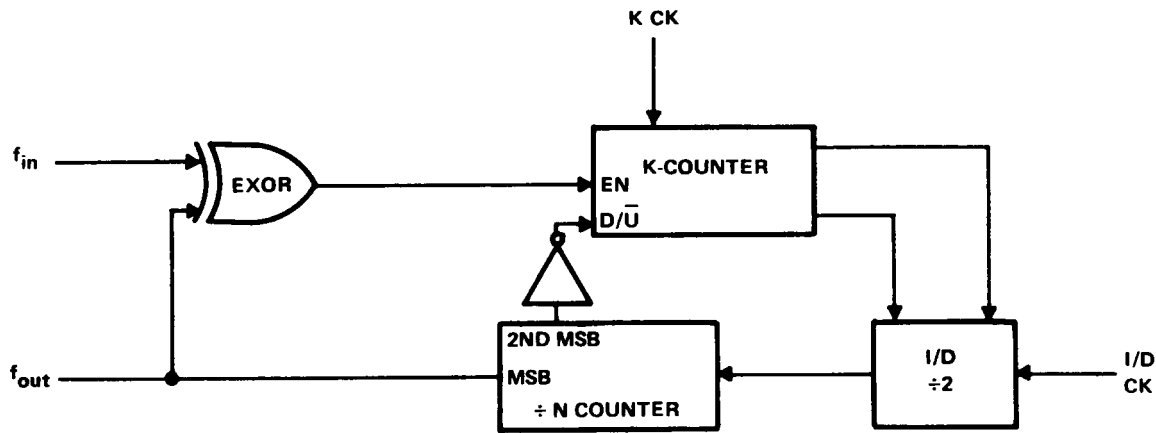 K CK
f_in
EXOR
K-COUNTER
EN
D/U̅
2ND MSB
f_out
MSB
÷ N COUNTER
I/D
÷2
I/D
CK